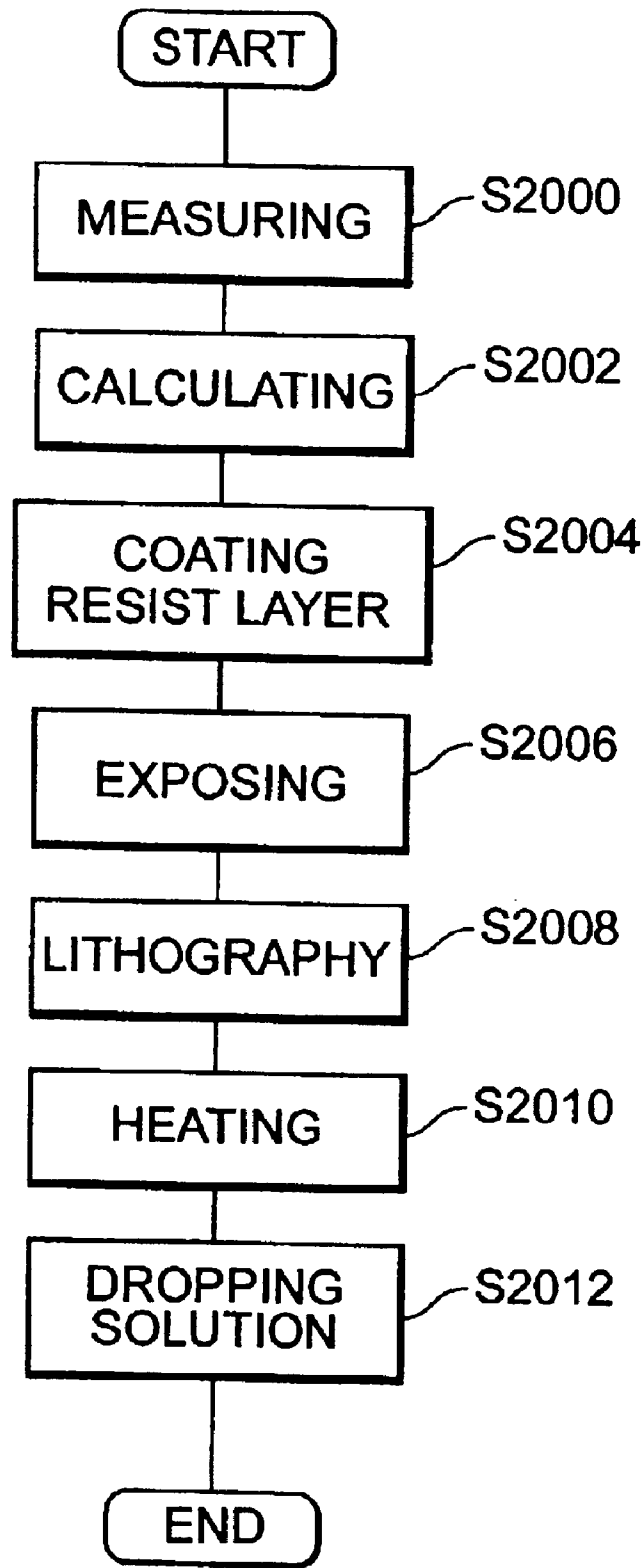 START
MEASURING
S2000
CALCULATING
S2002
COATING
RESIST LAYER
S2004
EXPOSING
S2006
LITHOGRAPHY
S2008
HEATING
S2010
DROPPING
SOLUTION
S2012
END